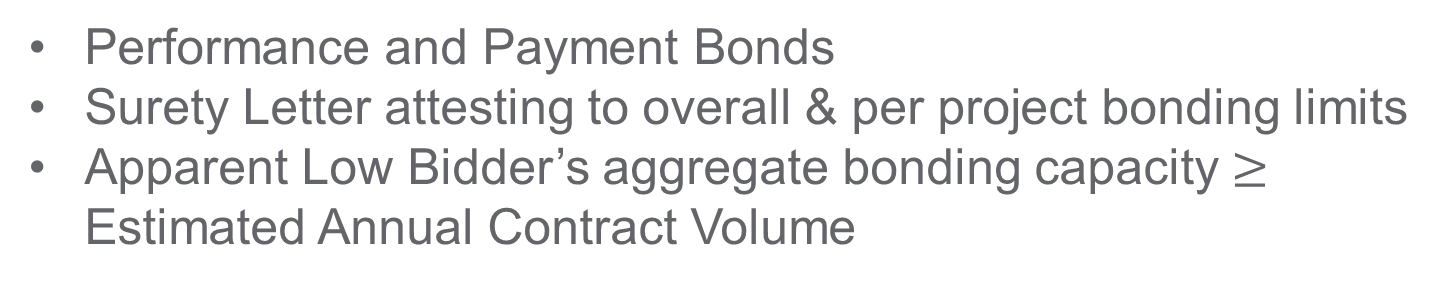 • Performance and Payment Bonds
• Surety Letter attesting to overall & per project bonding limits
• Apparent Low Bidder’s aggregate bonding capacity ≥
Estimated Annual Contract Volume